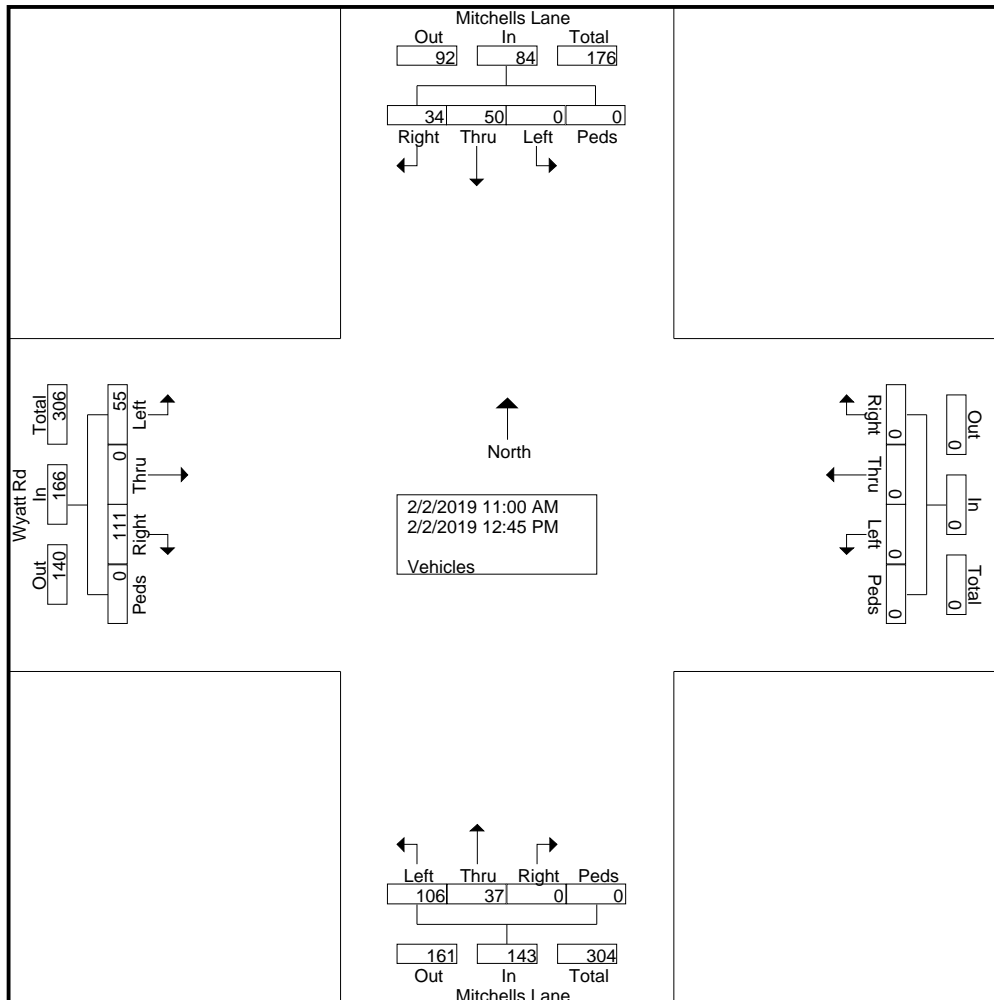 Mitchells Lane
Out In Total
92 84 176
34 50 0 0
Right Thru Left Peds
Wyatt Rd
Total In Out
306 166 140
55 0 111 0
Left Thru Right Peds
North
2/2/2019 11:00 AM
2/2/2019 12:45 PM
Vehicles
Right Thru Left Peds
0 0 0 0
Out In Total
0 0 0
Left Thru Right Peds
106 37 0 0
161 143 304
Out In Total
Mitchells Lane